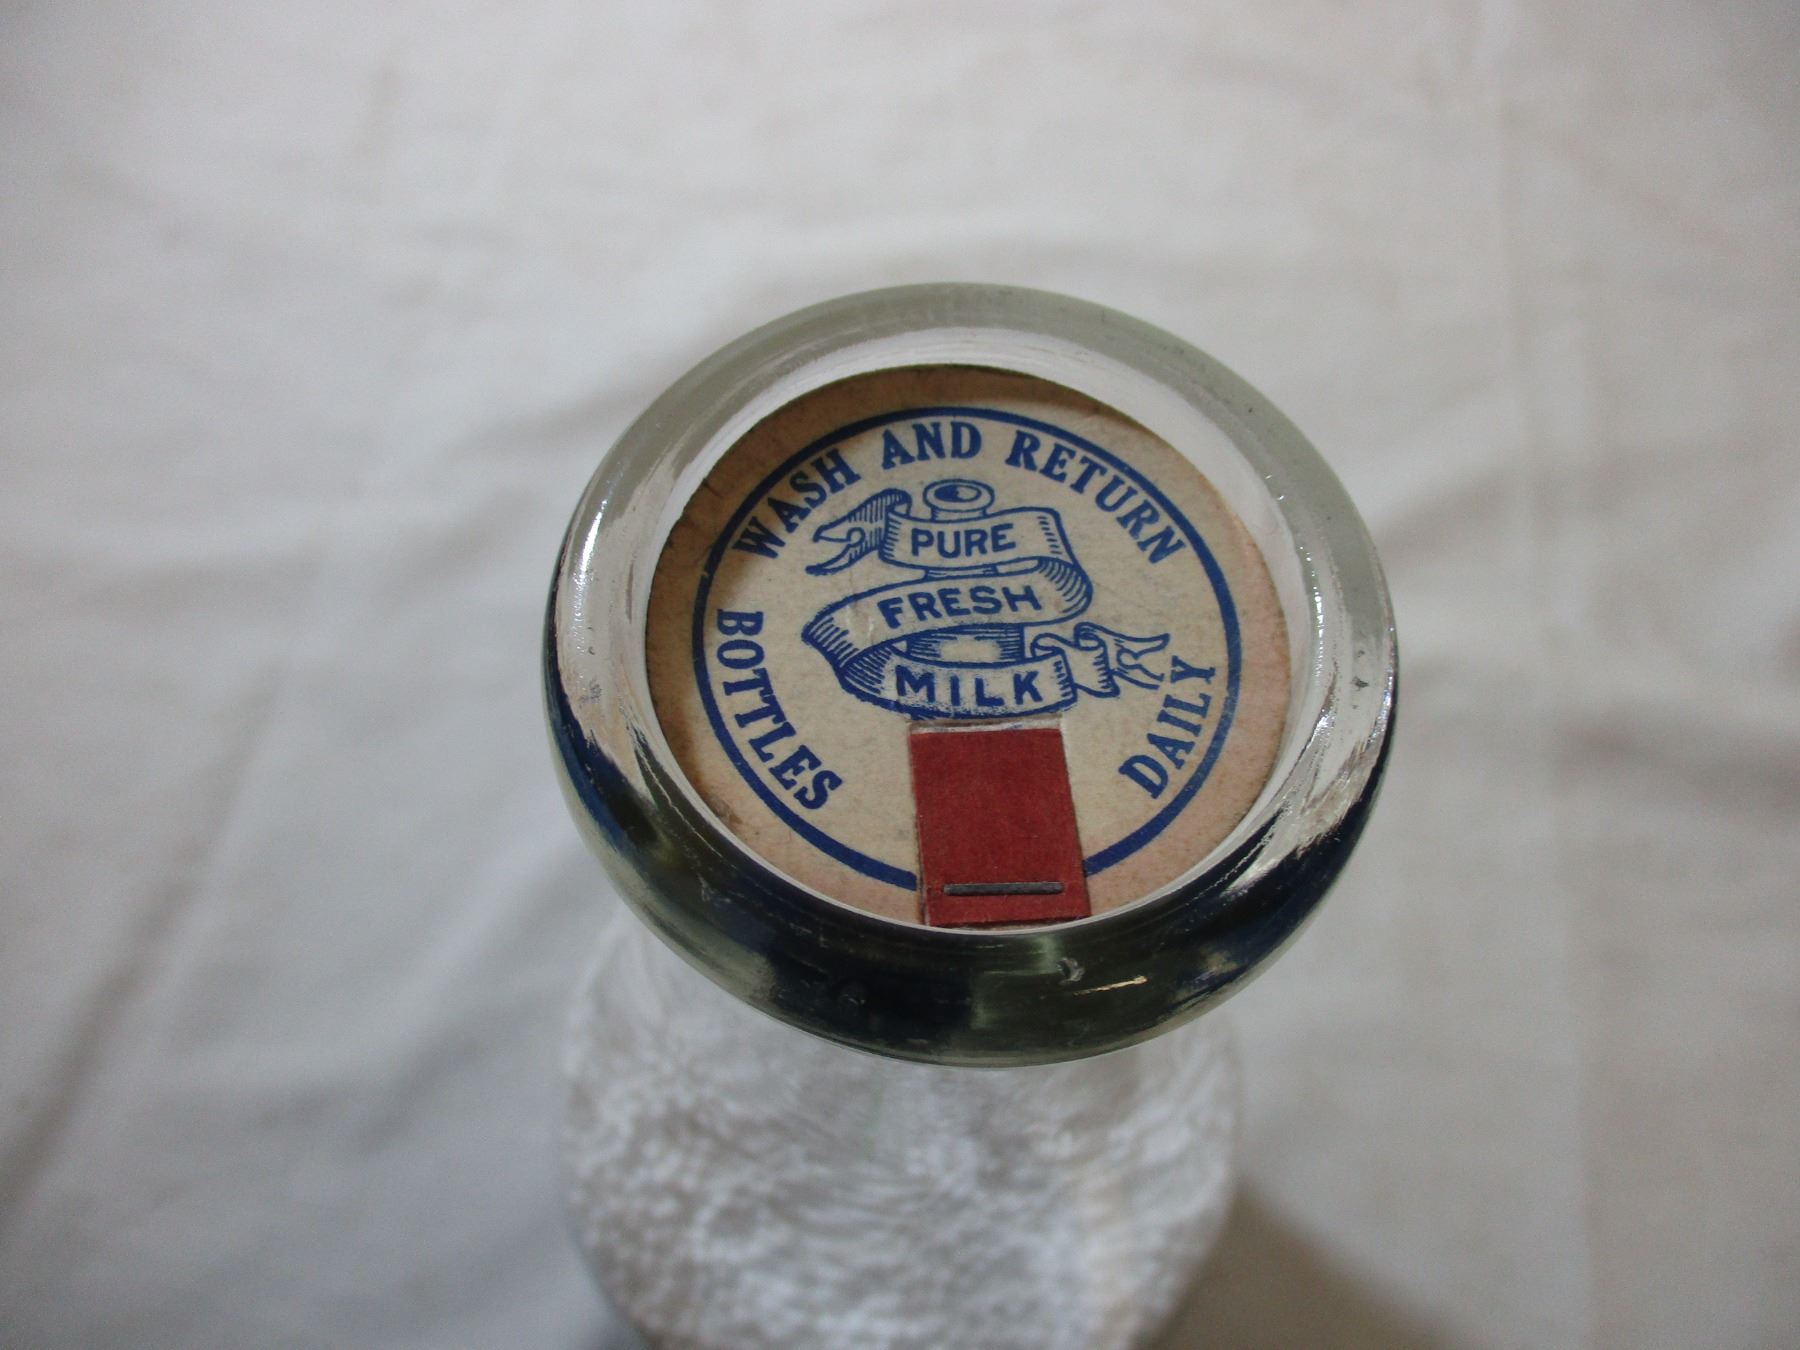 WASH AND RETURN
BOTTLES DAILY
PURE
FRESH
MILK